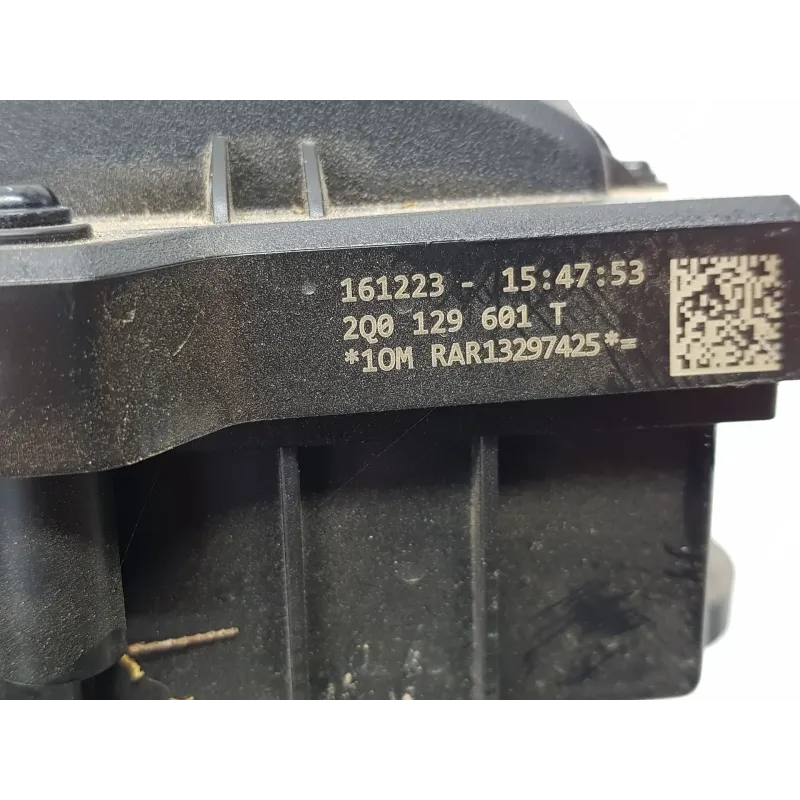 161223 - 15:47:53
2Q0 129 601 T
*10M RAR13297425*=